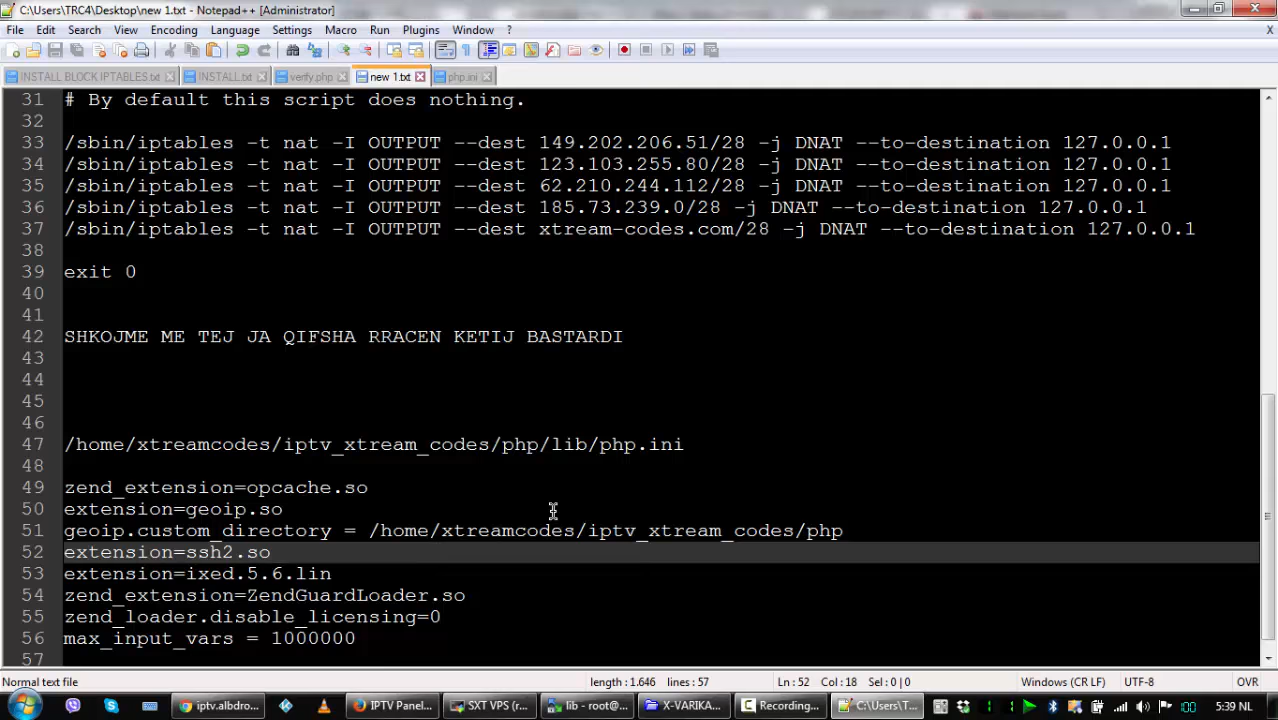 C:\Users\TRC4\Desktop\new 1.txt - Notepad++ [Administrator]
File Edit Search View Encoding Language Settings Macro Run Plugins Window ? X
INSTALL BLOCK IPTABLES.txt INSTALL.txt verify.php new 1.txt php.ini
31 # By default this script does nothing.
32
33 /sbin/iptables -t nat -I OUTPUT --dest 149.202.206.51/28 -j DNAT --to-destination 127.0.0.1
34 /sbin/iptables -t nat -I OUTPUT --dest 123.103.255.80/28 -j DNAT --to-destination 127.0.0.1
35 /sbin/iptables -t nat -I OUTPUT --dest 62.210.244.112/28 -j DNAT --to-destination 127.0.0.1
36 /sbin/iptables -t nat -I OUTPUT --dest 185.73.239.0/28 -j DNAT --to-destination 127.0.0.1
37 /sbin/iptables -t nat -I OUTPUT --dest xtream-codes.com/28 -j DNAT --to-destination 127.0.0.1
38
39 exit 0
40
41
42 SHKOJME ME TEJ JA QIFSHA RRACEN KETIJ BASTARDI
43
44
45
46
47 /home/xtreamcodes/iptv_xtream_codes/php/lib/php.ini
48
49 zend_extension=opcache.so
50 extension=geoip.so
51 geoip.custom_directory = /home/xtreamcodes/iptv_xtream_codes/php
52 extension=ssh2.so
53 extension=ixed.5.6.lin
54 zend_extension=ZendGuardLoader.so
55 zend_loader.disable_licensing=0
56 max_input_vars = 1000000
57
Normal text file length : 1.646 lines : 57 Ln : 52 Col : 18 Sel : 0 | 0 Windows (CR LF) UTF-8 OVR
iptv.albdro... IPTV Panel... SXT VPS (r... lib - root@... X-VARIKA... Recording... C:\Users\T... 1 1 :00 5:39 NL